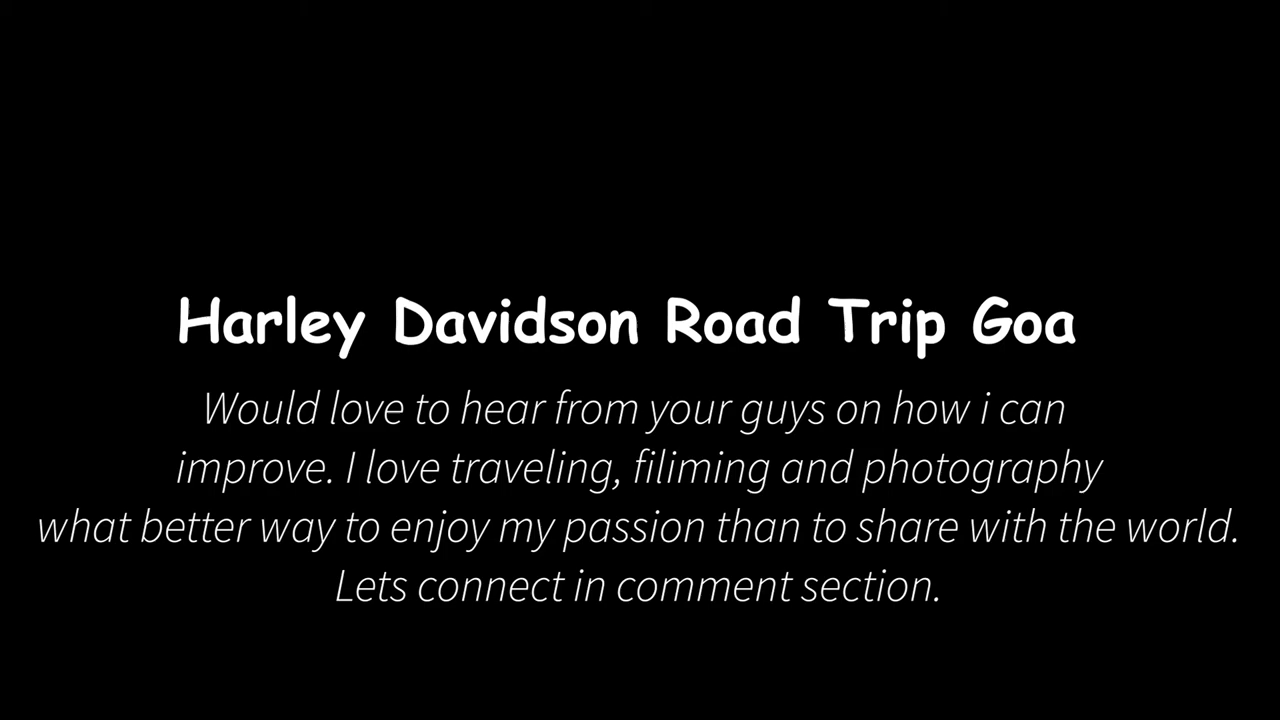 Harley Davidson Road Trip Goa
Would love to hear from your guys on how i can
improve. I love traveling, filiming and photography
what better way to enjoy my passion than to share with the world.
Lets connect in comment section.